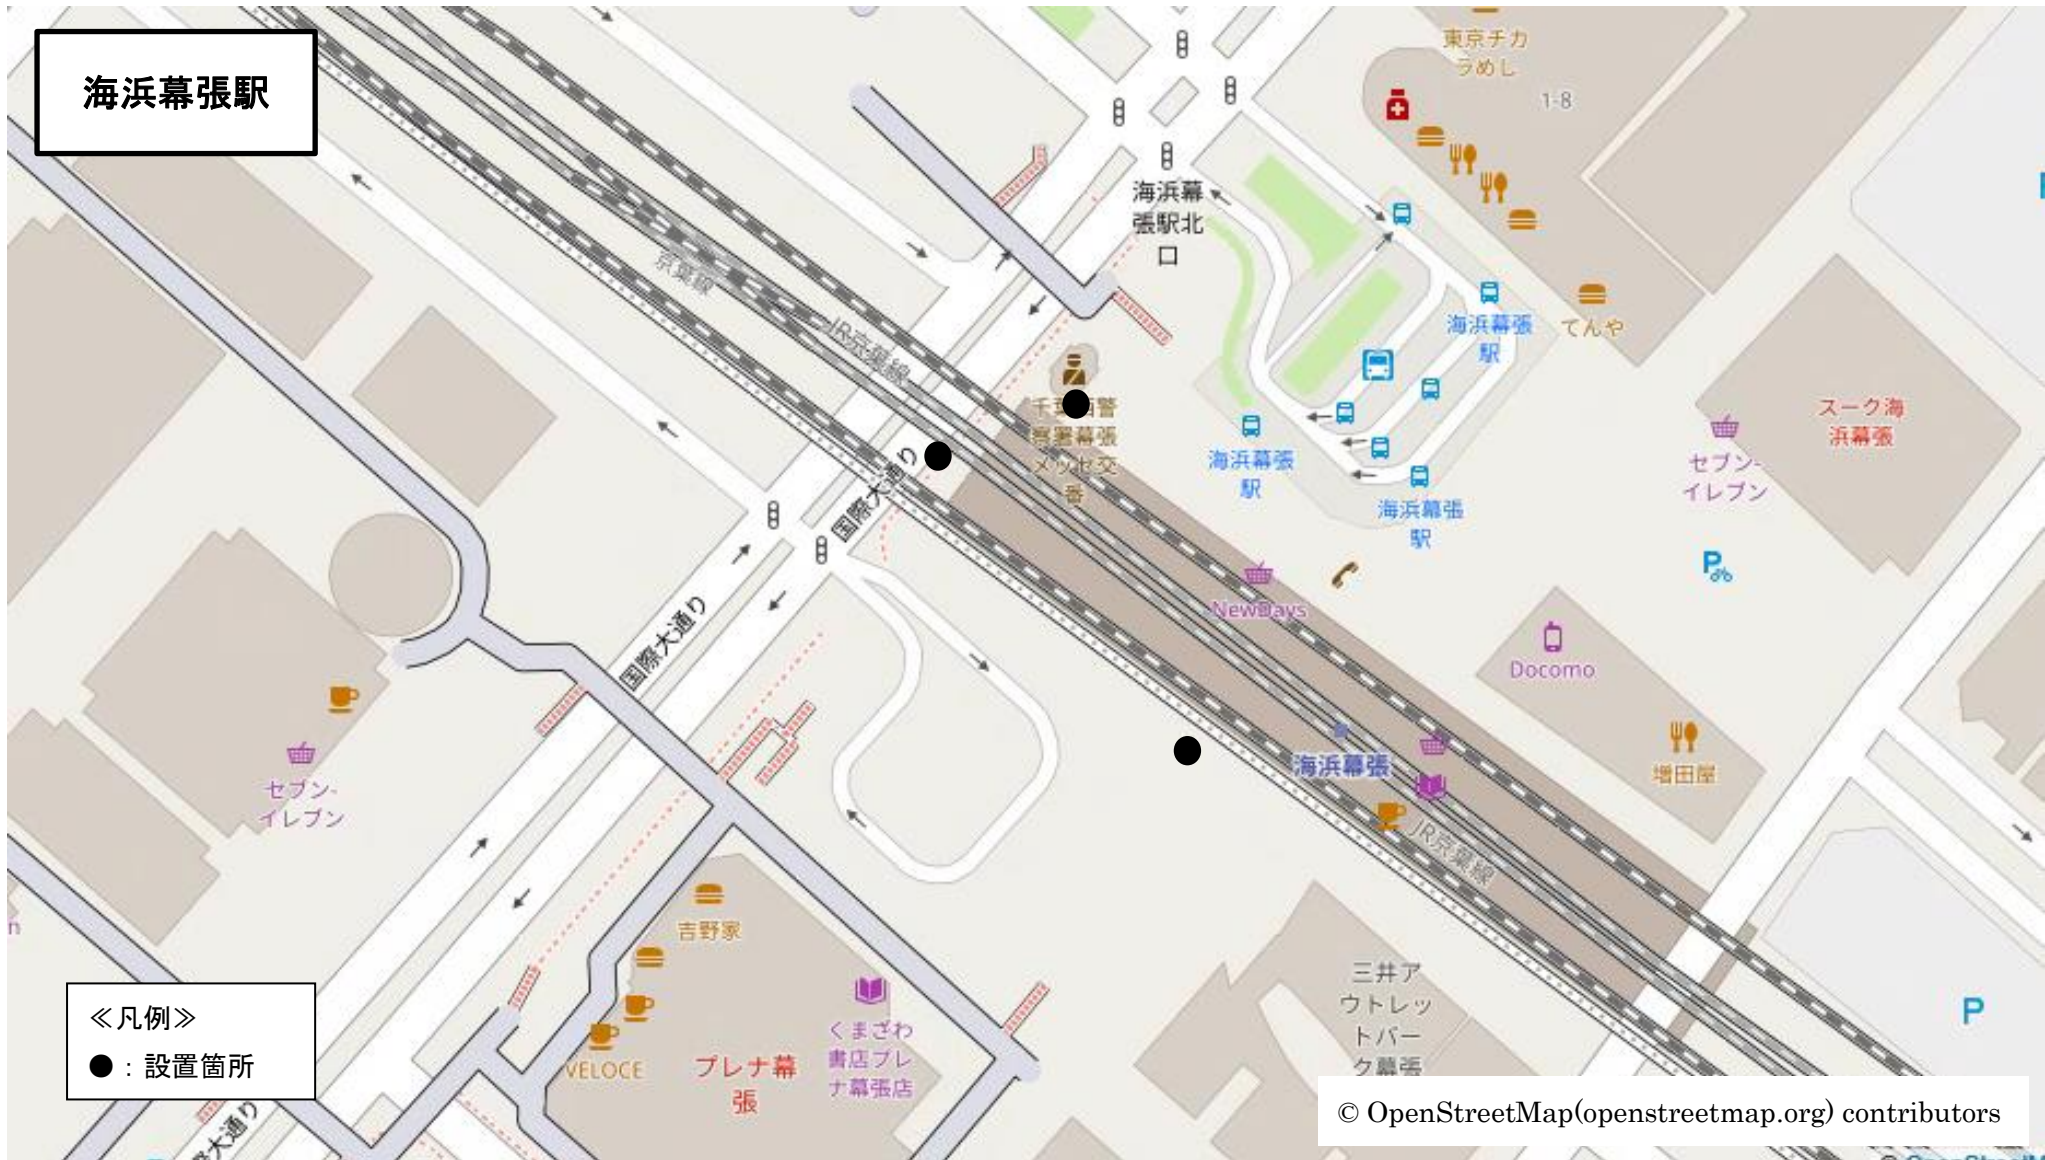 海浜幕張駅
東京チカ
ラめし
1-8
海浜幕
張駅北
口
京葉線
JR京葉線
海浜幕張
駅
てんや
千葉西警
察署幕張
メッセ交
番
スーク海
浜幕張
セブン-
イレブン
海浜幕張
駅
海浜幕張
駅
国際大通り
P
NewDays
Docomo
国際大通り
増田屋
海浜幕張
JR京葉線
セブン-
イレブン
吉野家
P
三井ア
ウトレッ
トパー
ク幕張
くまざわ
書店プレ
ナ幕張店
VELOCE
プレナ幕
張
n
≪凡例≫
●：設置箇所
際大通り
© OpenStreetMap(openstreetmap.org) contributors